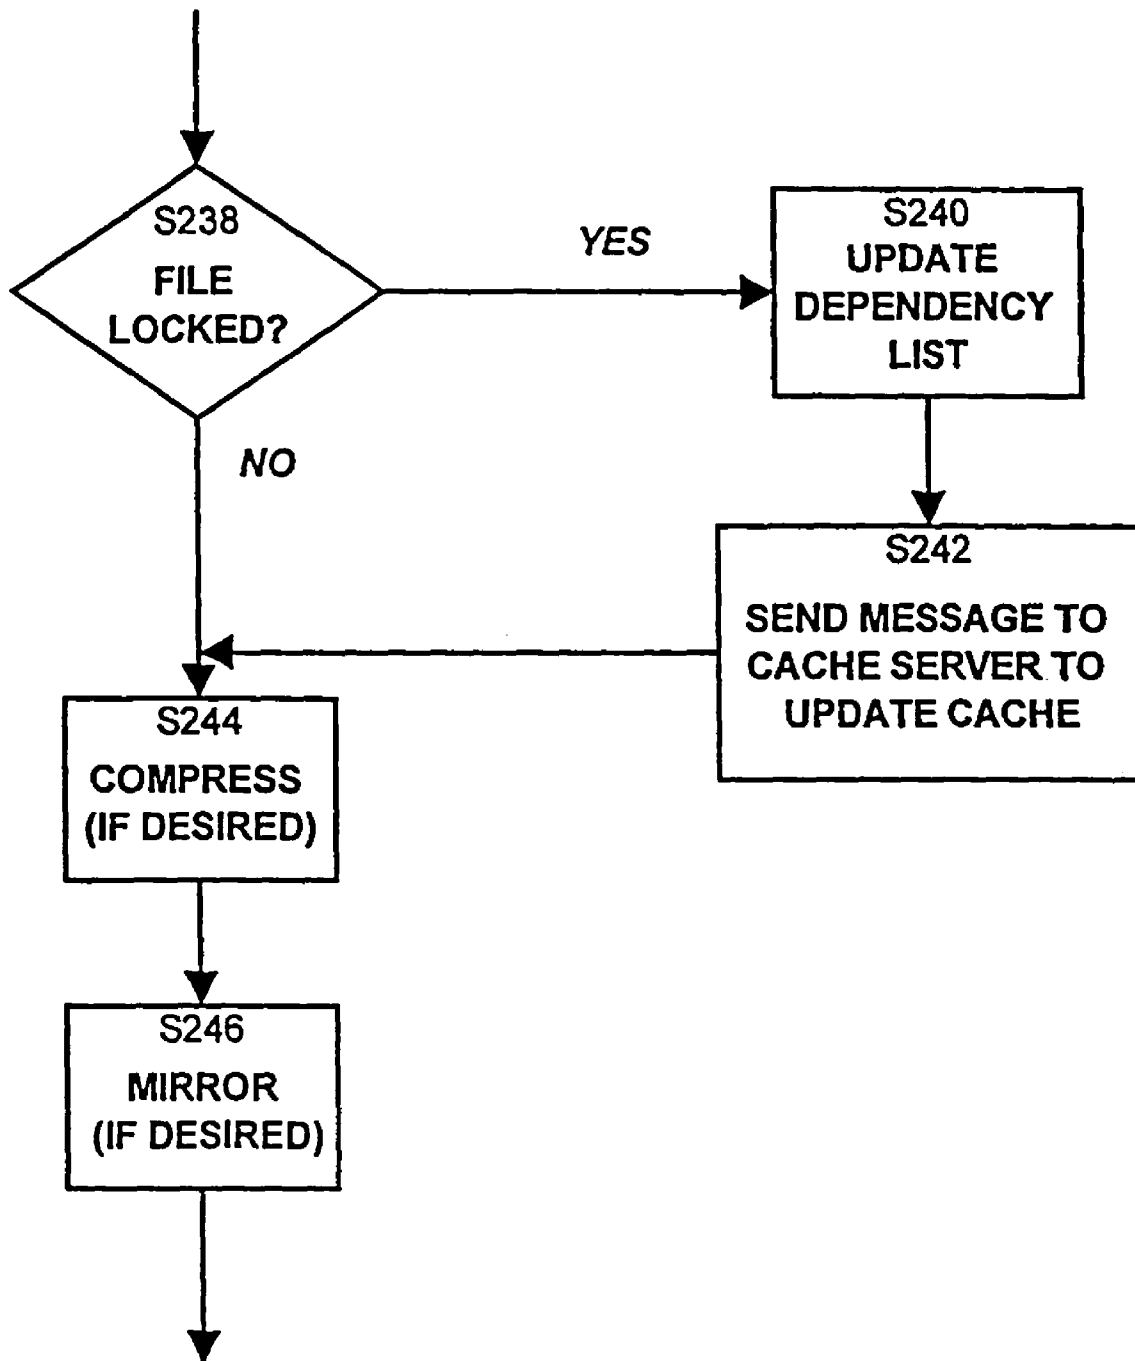 S238
FILE
LOCKED?
YES
S240
UPDATE
DEPENDENCY
LIST
NO
S242
SEND MESSAGE TO
CACHE SERVER TO
UPDATE CACHE
S244
COMPRESS
(IF DESIRED)
S246
MIRROR
(IF DESIRED)